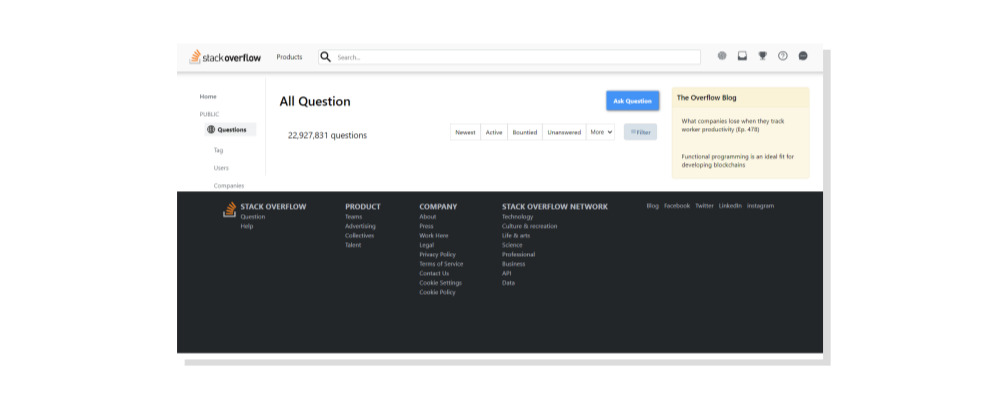 stackoverflow Products Search..
Home
PUBLIC
Questions
Tag
Users
Companies
All Question
Ask Question
22,927,831 questions
Newest Active Bountied Unanswered More Filter
The Overflow Blog
What companies lose when they track
worker productivity (Ep. 478)
Functional programming is an ideal fit for
developing blockchains
STACK OVERFLOW
Question
Help
PRODUCT
Teams
Advertising
Collectives
Talent
COMPANY
About
Press
Work Here
Legal
Privacy Policy
Terms of Service
Contact Us
Cookie Settings
Cookie Policy
STACK OVERFLOW NETWORK
Technology
Culture & recreation
Life & arts
Science
Professional
Business
API
Data
Blog Facebook Twitter LinkedIn Instagram